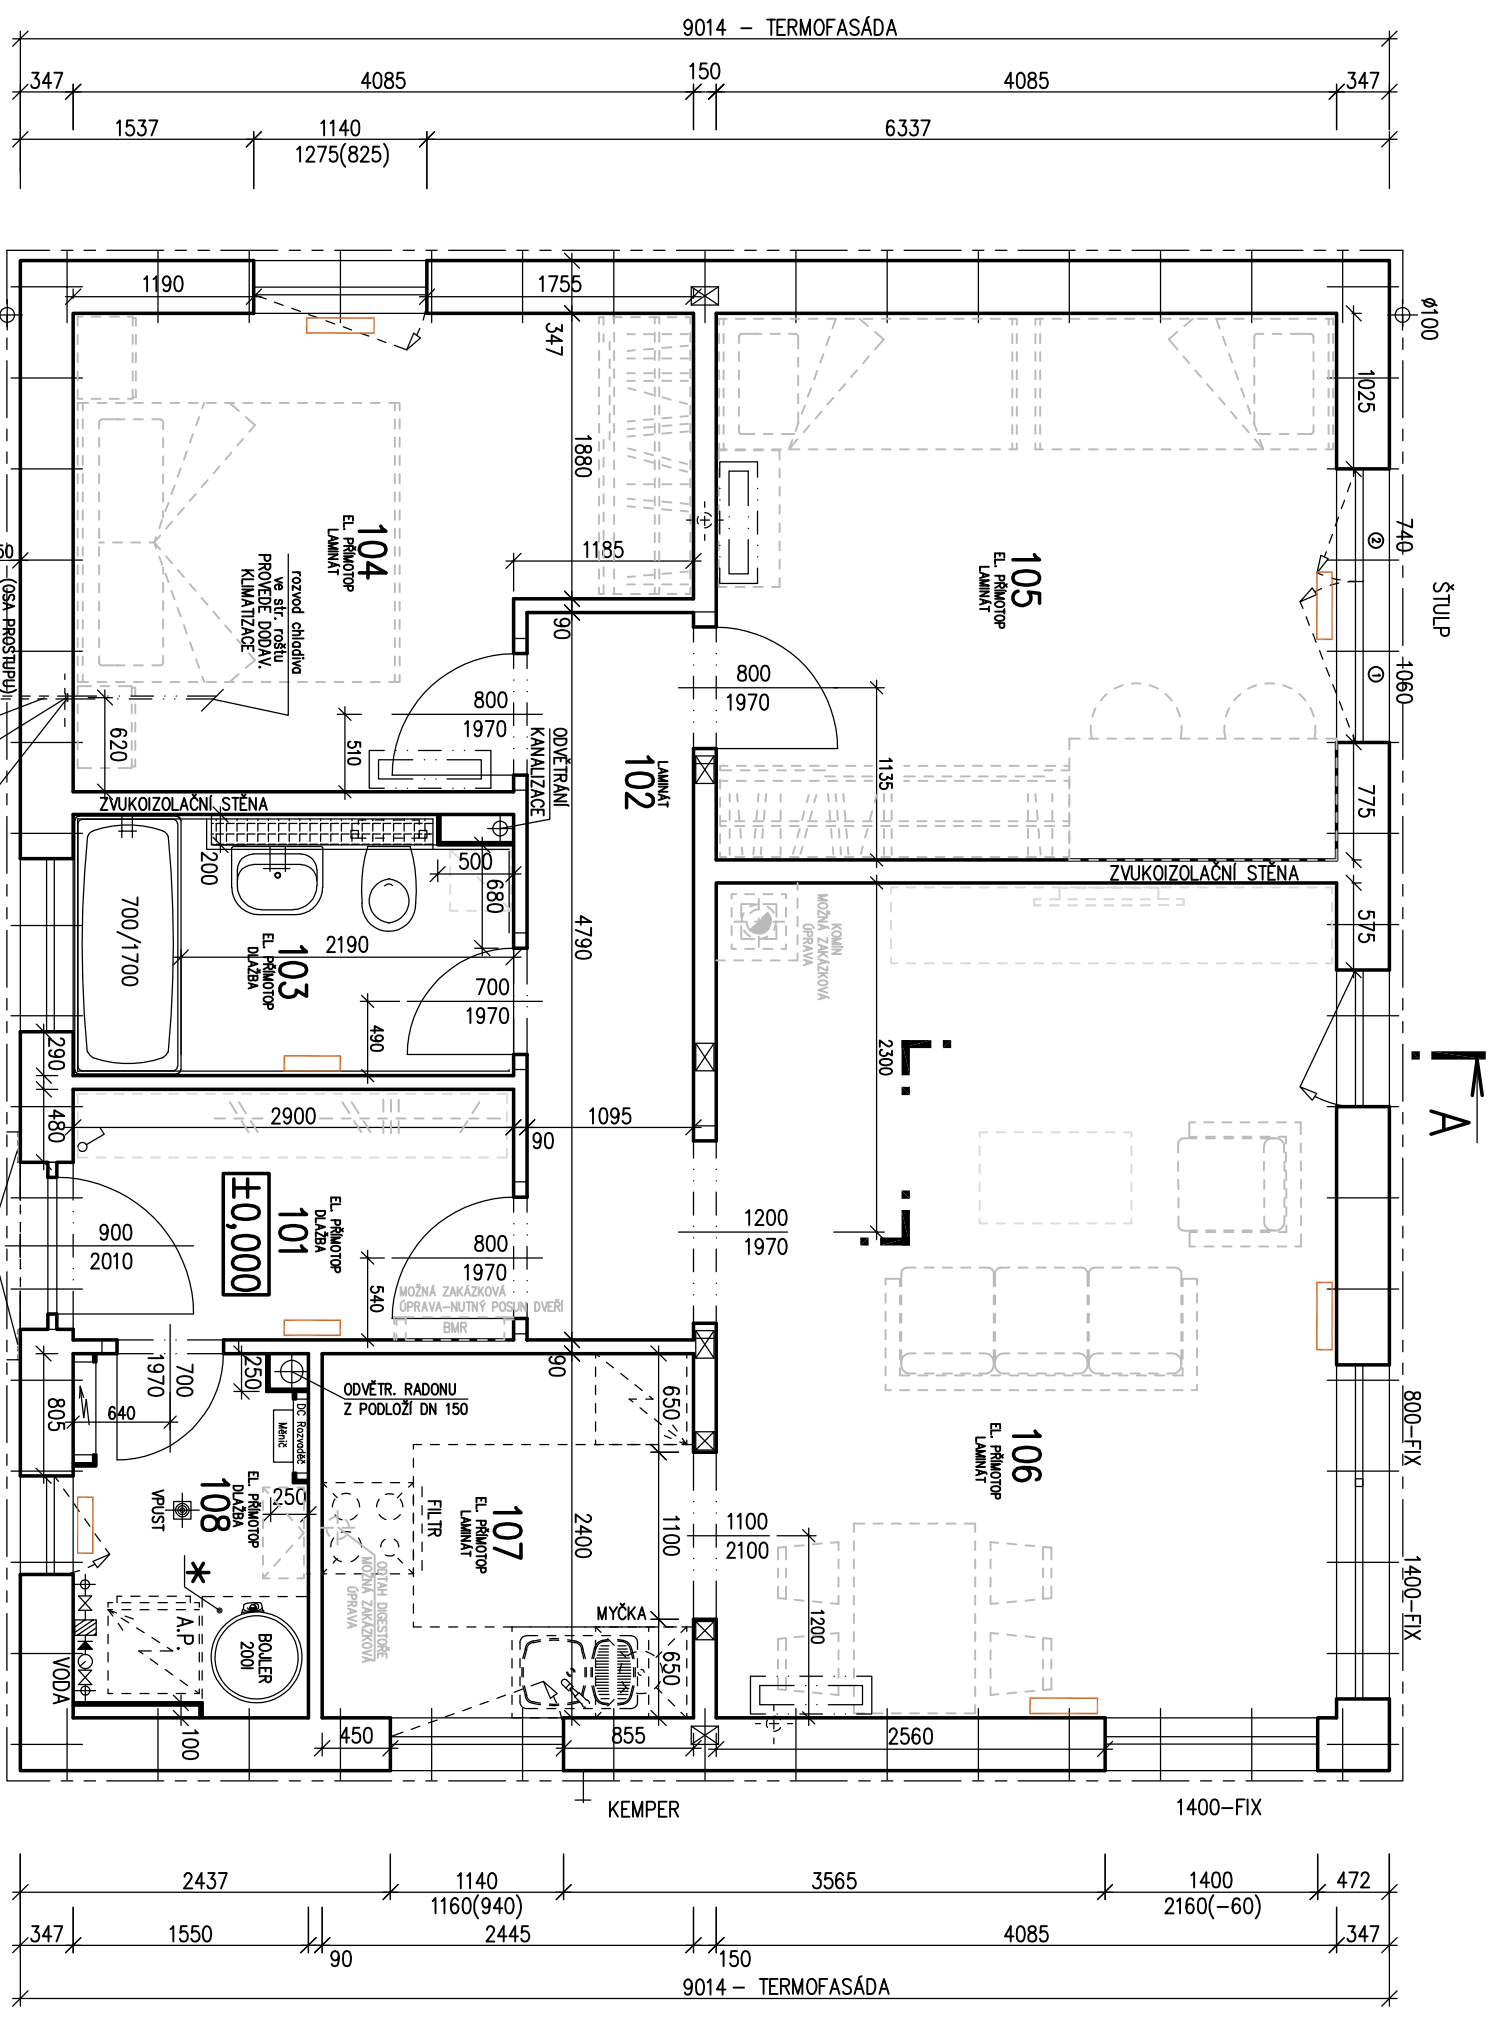 9014 – TERMOFASÁDA
347
4085
150
4085
347
1537
1140
1275(825)
6337
1190
1755
347
Ø100
1025
740
②
ŠTULP
1060
①
1880
1185
104
EL. PŘÍMOTOP
LAMINÁT
rozvod chladiva
ve str. roštu
PROVEDE DODAV.
KLIMATIZACE
105
EL. PŘÍMOTOP
LAMINÁT
90
800
1970
800
1970
510
620
(OSA PROSTUPU)
ODVĚTRÁNÍ
KANALIZACE
LAMINÁT
102
1135
775
ZVUKOIZOLAČNÍ STĚNA
ZVUKOIZOLAČNÍ STĚNA
200
500
680
575
700/1700
2190
103
EL. PŘÍMOTOP
DLAŽBA
4790
KOMÍN
MOŽNÁ ZAKÁZKOVÁ
ÚPRAVA
700
1970
490
290
480
2300
A
2900
90
1095
±0,000
101
EL. PŘÍMOTOP
DLAŽBA
900
2010
800
1970
540
1200
1970
MOŽNÁ ZAKÁZKOVÁ
ÚPRAVA–NUTNÝ POSUN DVEŘÍ
BMR
700
1970
250
640
805
ODVĚTR. RADONU
Z PODLOŽÍ DN 150
90
650
DC Rozvaděč
Měnič
800–FIX
106
EL. PŘÍMOTOP
LAMINÁT
108
EL. PŘÍMOTOP
DLAŽBA
VPUST
250
FILTR
107
EL. PŘÍMOTOP
LAMINÁT
2400
1100
1100
2100
1400–FIX
ODTAH DIGESTOŘE
MOŽNÁ ZAKÁZKOVÁ
ÚPRAVA
*
MYČKA
1200
A.P.
BOJLER
200l
650
VODA
100
450
855
2560
KEMPER
1400–FIX
2437
1140
1160(940)
3565
1400
2160(–60)
472
347
1550
90
2445
150
4085
347
9014 – TERMOFASÁDA